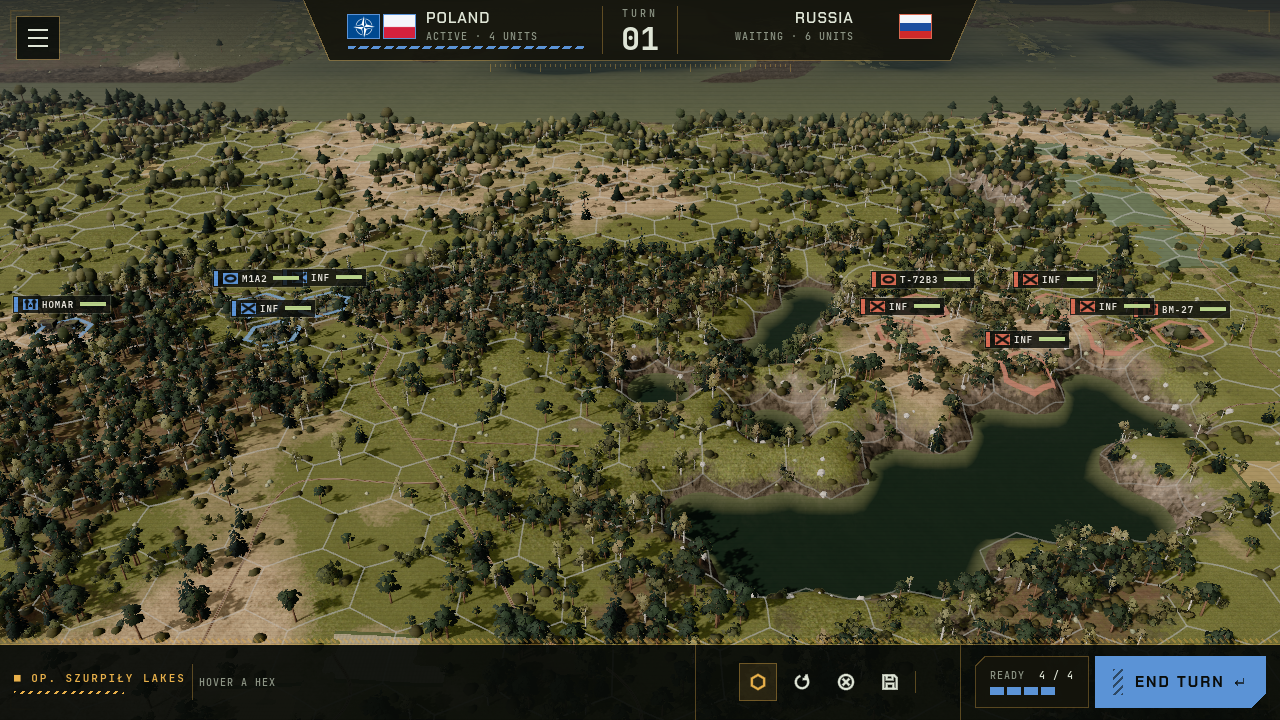 POLAND
ACTIVE · 4 UNITS
TURN
01
RUSSIA
WAITING · 6 UNITS
M1A2
INF
HOMAR
INF
T-72B3
INF
INF
INF
BM-27
INF
■ OP. SZURPIŁY LAKES
HOVER A HEX
READY 4 / 4
END TURN ↵